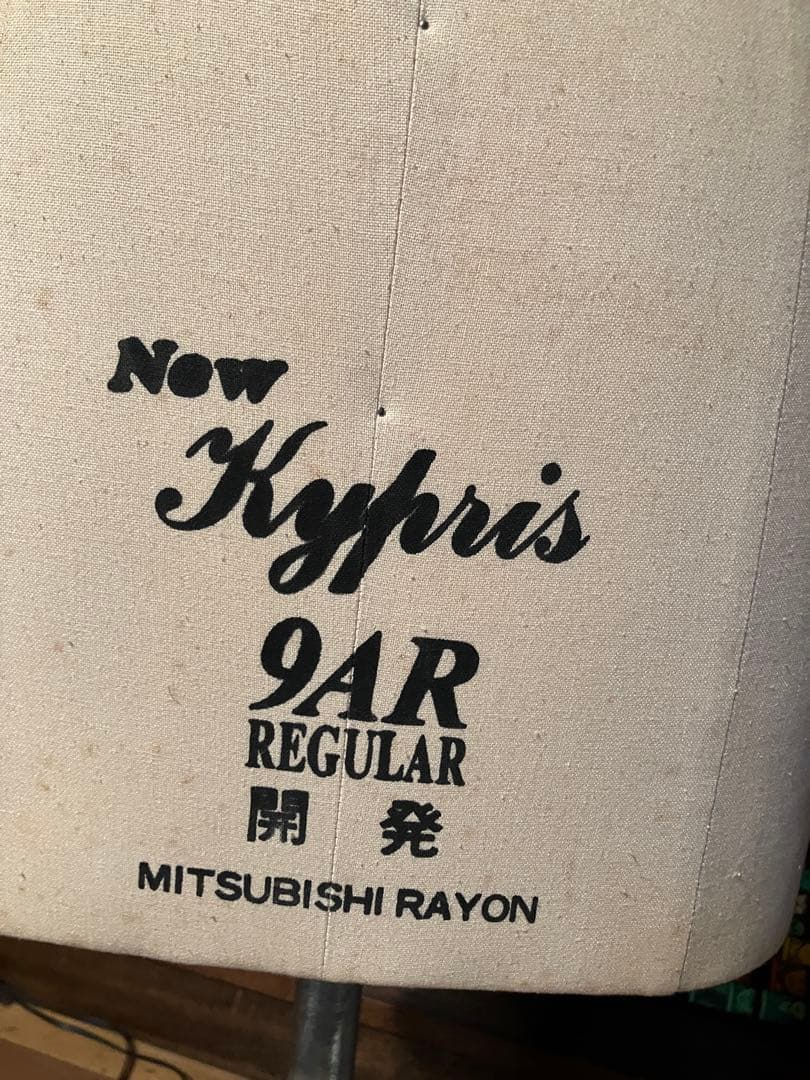 New
Kypris
9AR
REGULAR
開発
MITSUBISHI RAYON